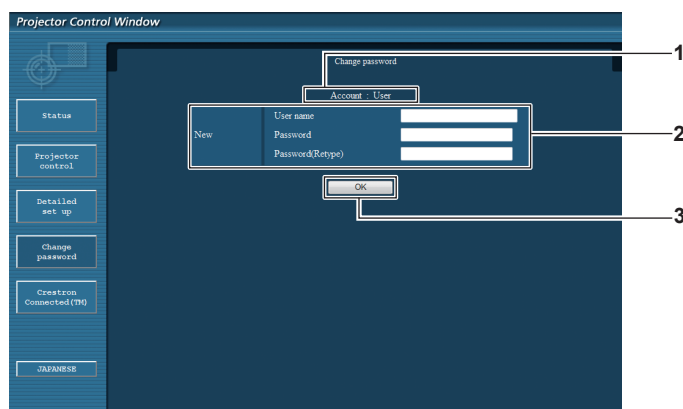 Projector Control Window
Change password
1
Account : User
Status
User name
New
Password
2
Password(Retype)
Projector
control
OK
Detailed
set up
3
Change
password
Crestron
Connected(TM)
JAPANESE